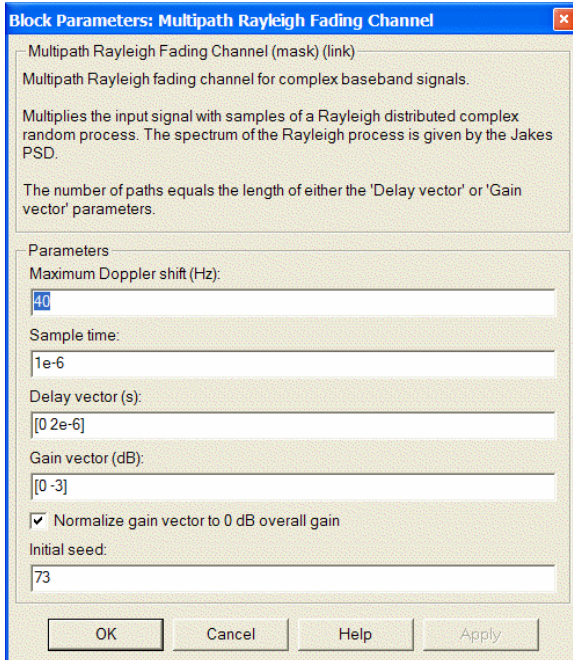 Block Parameters: Multipath Rayleigh Fading Channel
Multipath Rayleigh Fading Channel (mask) (link)
Multipath Rayleigh fading channel for complex baseband signals.
Multiplies the input signal with samples of a Rayleigh distributed complex
random process. The spectrum of the Rayleigh process is given by the Jakes
PSD.
The number of paths equals the length of either the 'Delay vector' or 'Gain
vector' parameters.
Parameters
Maximum Doppler shift (Hz):
40
Sample time:
1e-6
Delay vector (s):
[0 2e-6]
Gain vector (dB):
[0 -3]
Normalize gain vector to 0 dB overall gain
Initial seed:
73
OK Cancel Help Apply